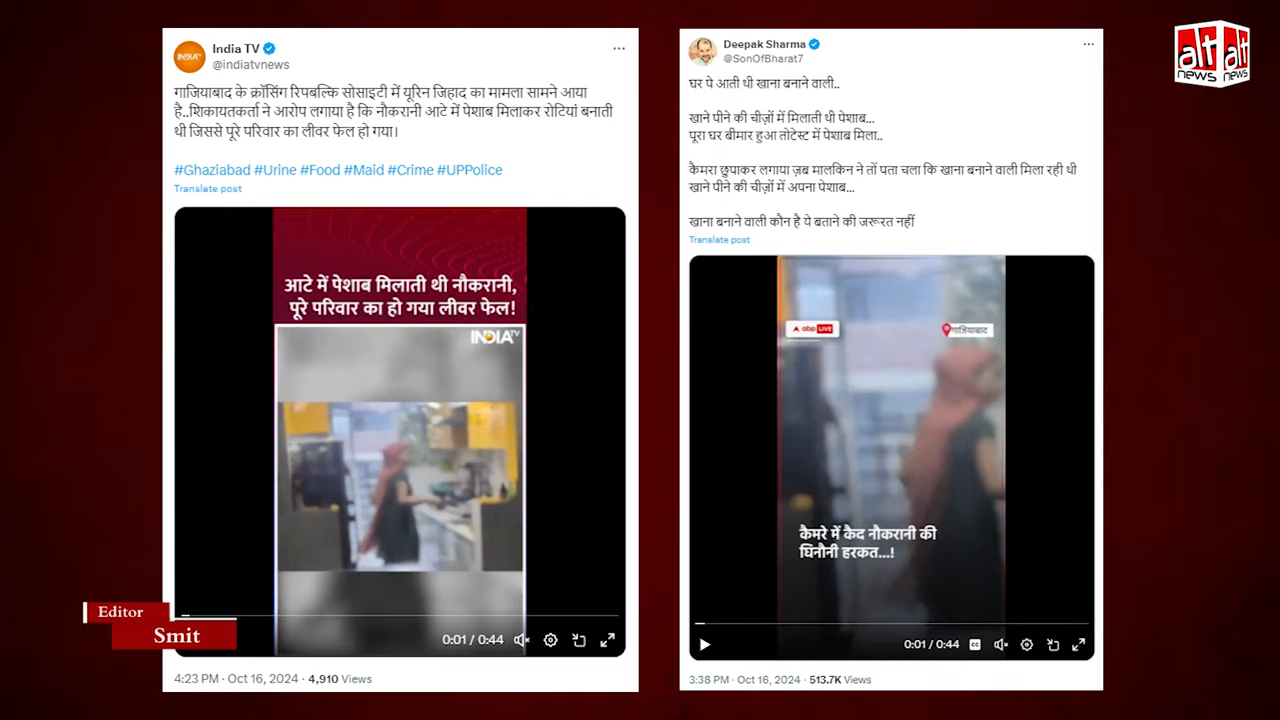 India TV
@indiatvnews
गाजियाबाद के क्रॉसिंग रिपबल्कि सोसाइटी में यूरिन जिहाद का मामला सामने आया
है..शिकायतकर्ता ने आरोप लगाया है कि नौकरानी आटे में पेशाब मिलाकर रोटियां बनाती
थी जिससे पूरे परिवार का लीवर फेल हो गया।
#Ghaziabad #Urine #Food #Maid #Crime #UPPolice
Translate post
आटे में पेशाब मिलाती थी नौकरानी,
पूरे परिवार का हो गया लीवर फेल!
INDIA TV
0:01 / 0:44
4:23 PM · Oct 16, 2024 · 4,910 Views
Deepak Sharma
@SonOfBharat7
घर पे आती थी खाना बनाने वाली..
खाने पीने की चीज़ों में मिलाती थी पेशाब...
पूरा घर बीमार हुआ तोटेस्ट में पेशाब मिला..
कैमरा छुपाकर लगाया ज़ब मालकिन ने तों पता चला कि खाना बनाने वाली मिला रही थी
खाने पीने की चीज़ों में अपना पेशाब...
खाना बनाने वाली कौन है ये बताने की जरूरत नहीं
Translate post
abp LIVE
गाजियाबाद
कैमरे में कैद नौकरानी की
घिनौनी हरकत...!
0:01 / 0:44
3:38 PM · Oct 16, 2024 · 513.7K Views
alt alt
news news
Editor
Smit